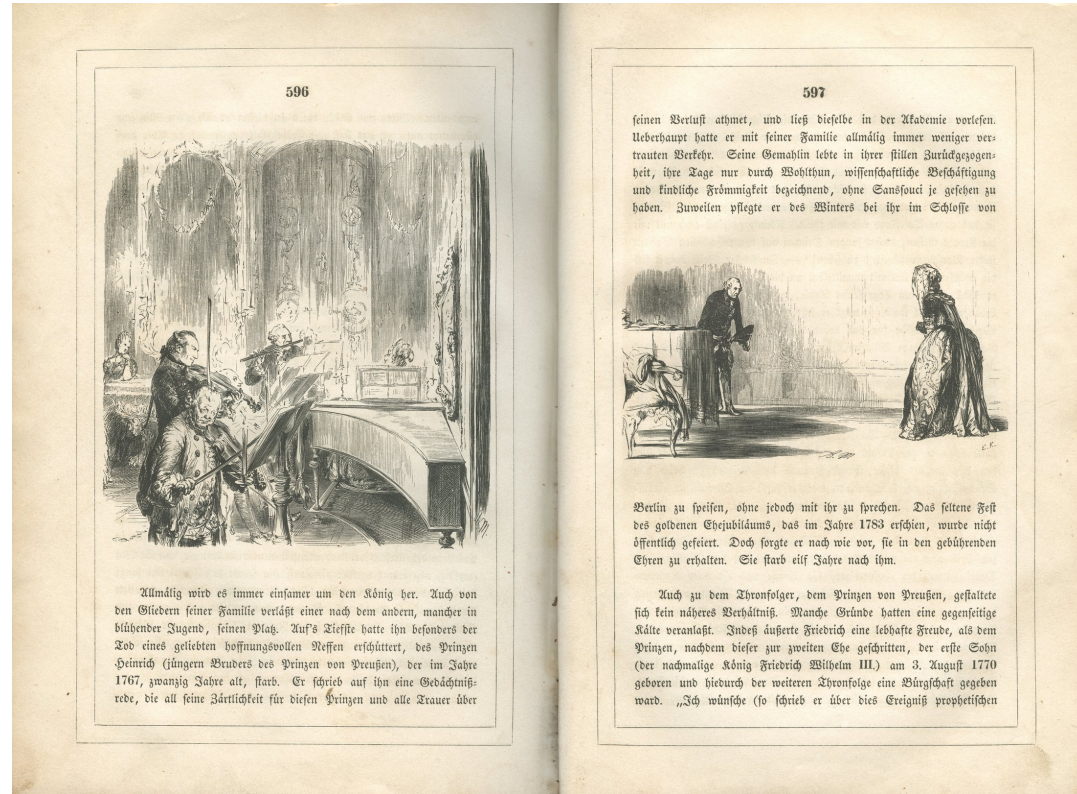 596
Allmälig wird es immer einsamer um den König her. Auch von
den Gliedern seiner Familie verläßt einer nach dem andern, mancher in
blühender Jugend, seinen Platz. Auf's Tiefste hatte ihn besonders der
Tod eines geliebten hoffnungsvollen Neffen erschüttert, des Prinzen
Heinrich (jüngern Bruders des Prinzen von Preußen), der im Jahre
1767, zwanzig Jahre alt, starb. Er schrieb auf ihn eine Gedächtniß-
rede, die all seine Zärtlichkeit für diesen Prinzen und alle Trauer über
597
seinen Verlust athmet, und ließ dieselbe in der Akademie vorlesen.
Ueberhaupt hatte er mit seiner Familie allmälig immer weniger ver-
trauten Verkehr. Seine Gemahlin lebte in ihrer stillen Zurückgezogen-
heit, ihre Tage nur durch Wohlthun, wissenschaftliche Beschäftigung
und kindliche Frömmigkeit bezeichnend, ohne Sanssouci je gesehen zu
haben. Zuweilen pflegte er des Winters bei ihr im Schlosse von
Berlin zu speisen, ohne jedoch mit ihr zu sprechen. Das seltene Fest
des goldenen Ehejubiläums, das im Jahre 1783 erschien, wurde nicht
öffentlich gefeiert. Doch sorgte er nach wie vor, sie in den gebührenden
Ehren zu erhalten. Sie starb eilf Jahre nach ihm.
Auch zu dem Thronfolger, dem Prinzen von Preußen, gestaltete
sich kein näheres Verhältniß. Manche Gründe hatten eine gegenseitige
Kälte veranlaßt. Indeß äußerte Friedrich eine lebhafte Freude, als dem
Prinzen, nachdem dieser zur zweiten Ehe geschritten, der erste Sohn
(der nachmalige König Friedrich Wilhelm III.) am 3. August 1770
geboren und hiedurch der weiteren Thronfolge eine Bürgschaft gegeben
ward. „Ich wünsche (so schrieb er über dies Ereigniß prophetischen